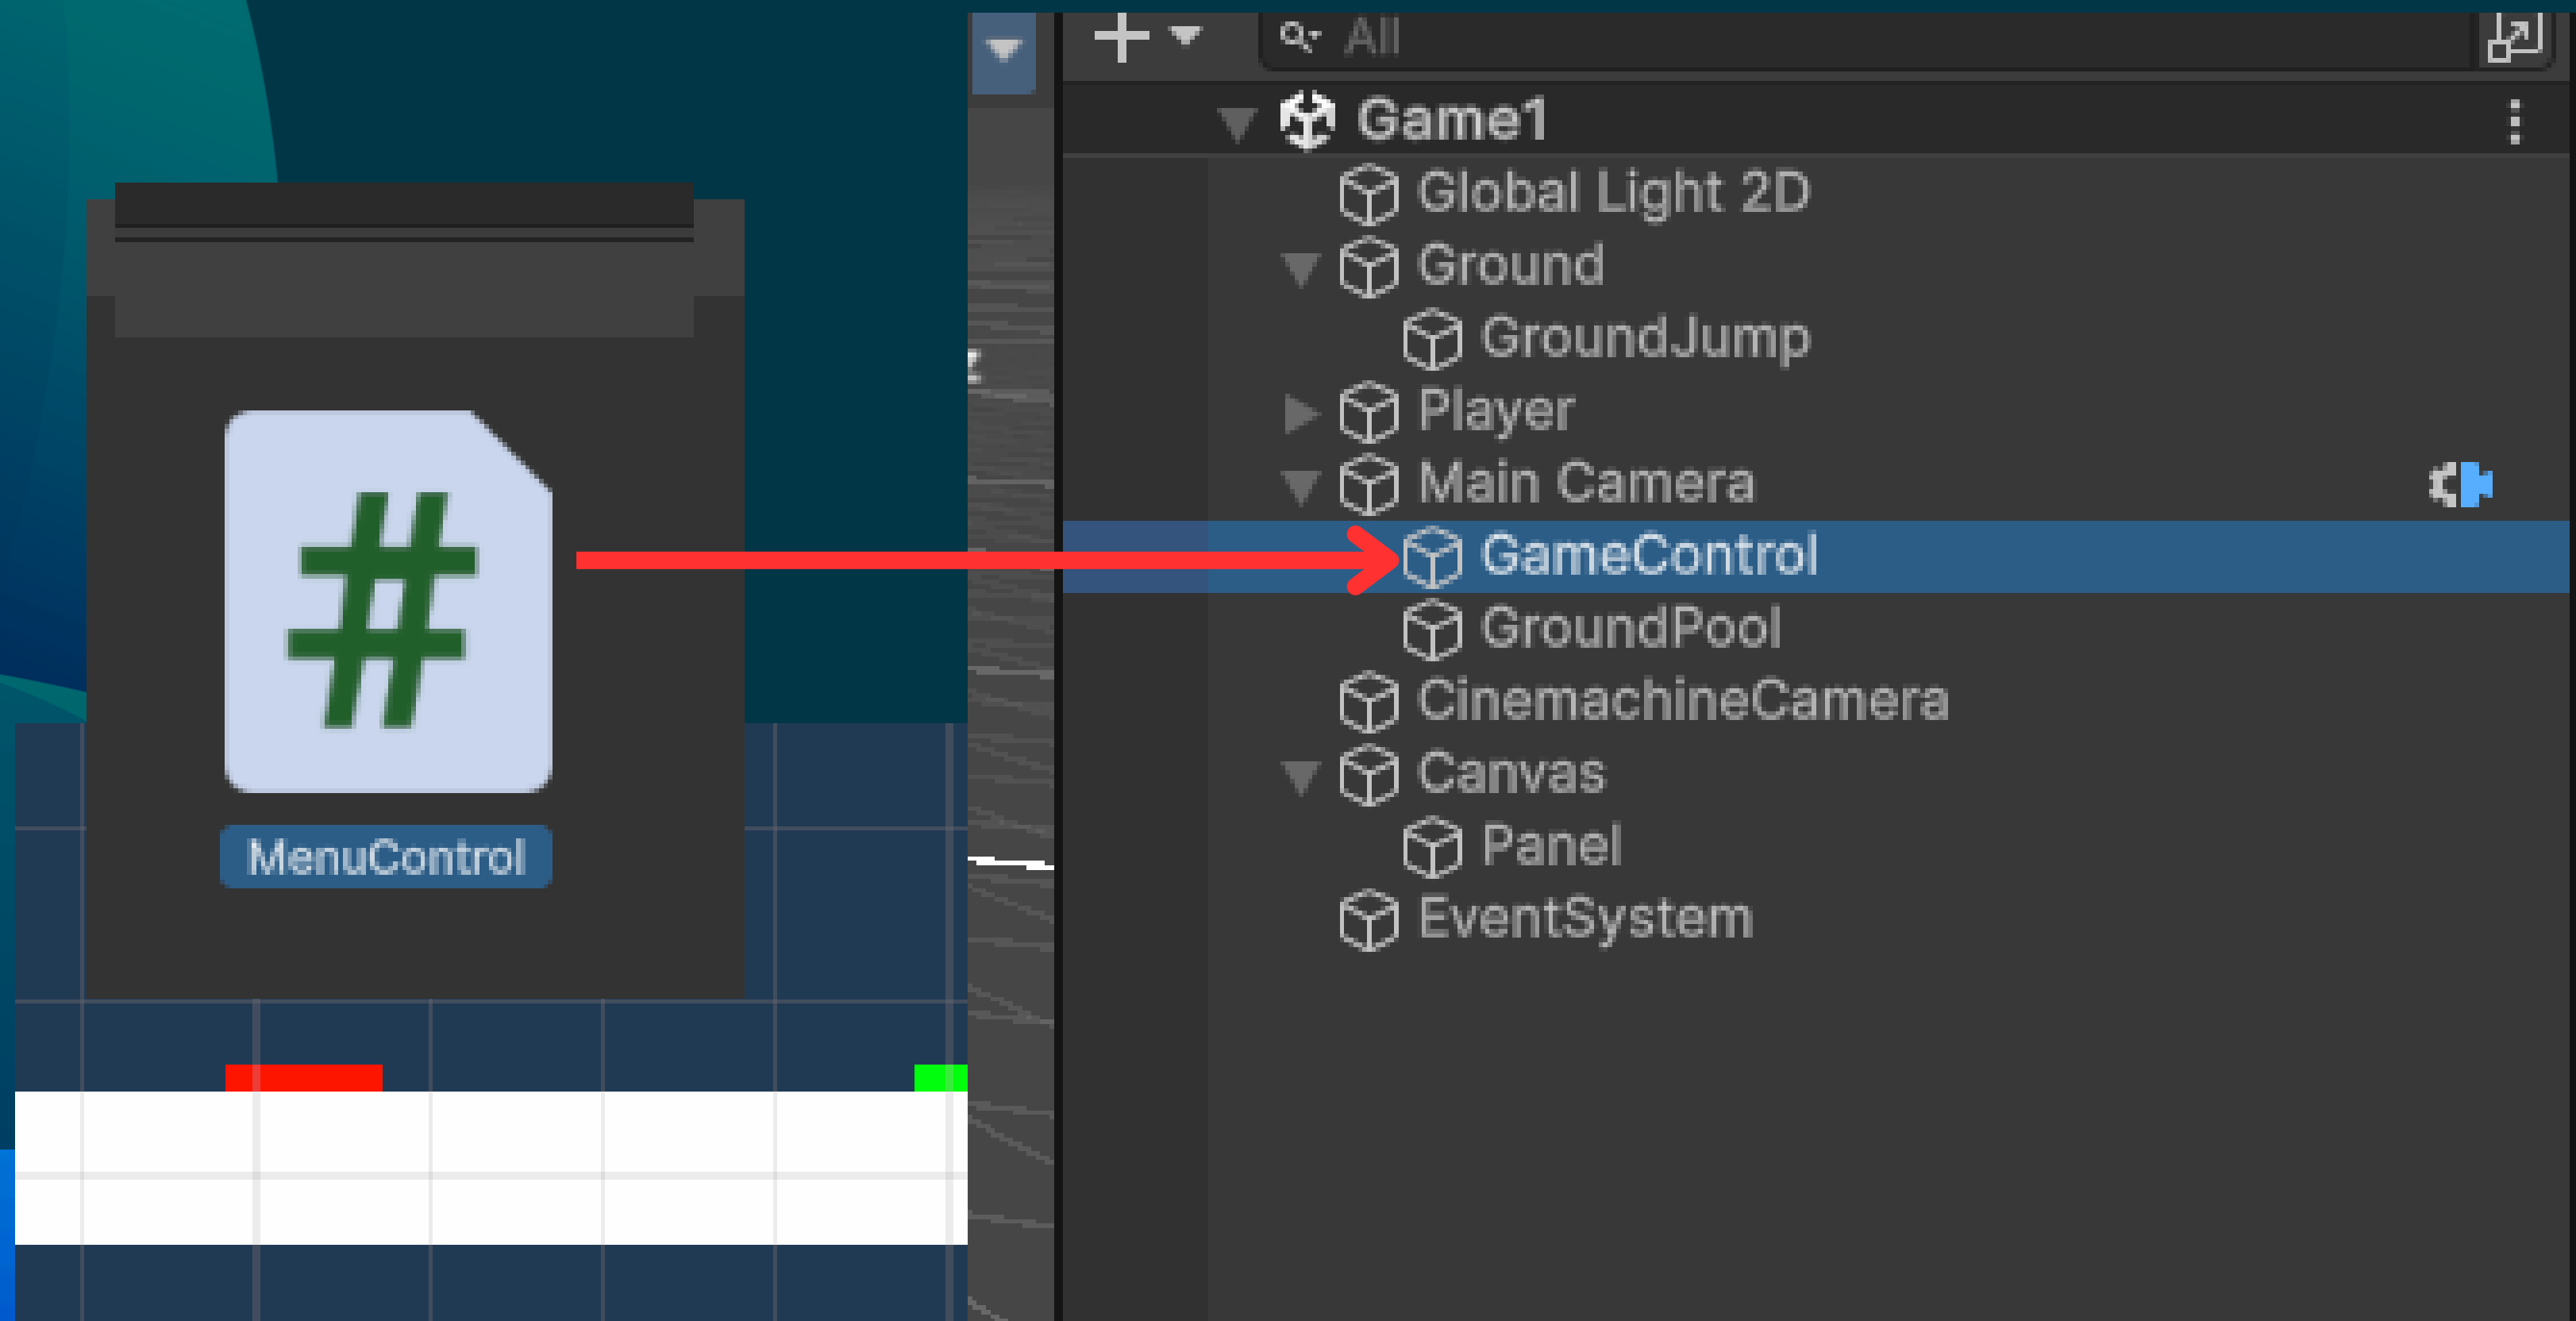 All
Game1
Global Light 2D
Ground
GroundJump
Player
Main Camera
GameControl
GroundPool
CinemachineCamera
Canvas
Panel
EventSystem
#
MenuControl